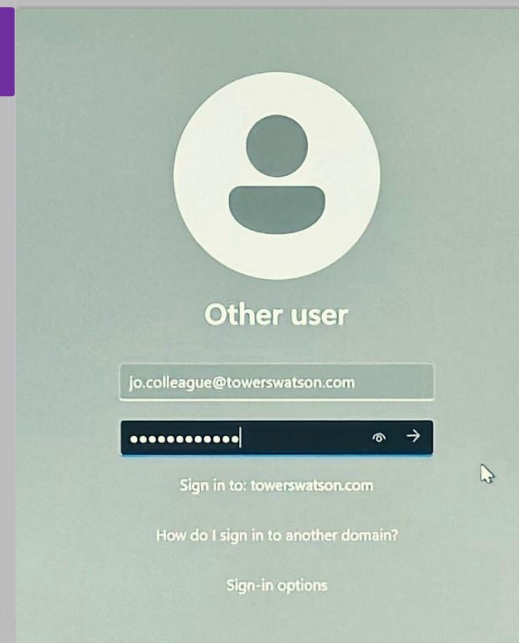 Other user
jo.colleague@towerswatson.com
••••••••••••
Sign in to: towerswatson.com
How do I sign in to another domain?
Sign-in options